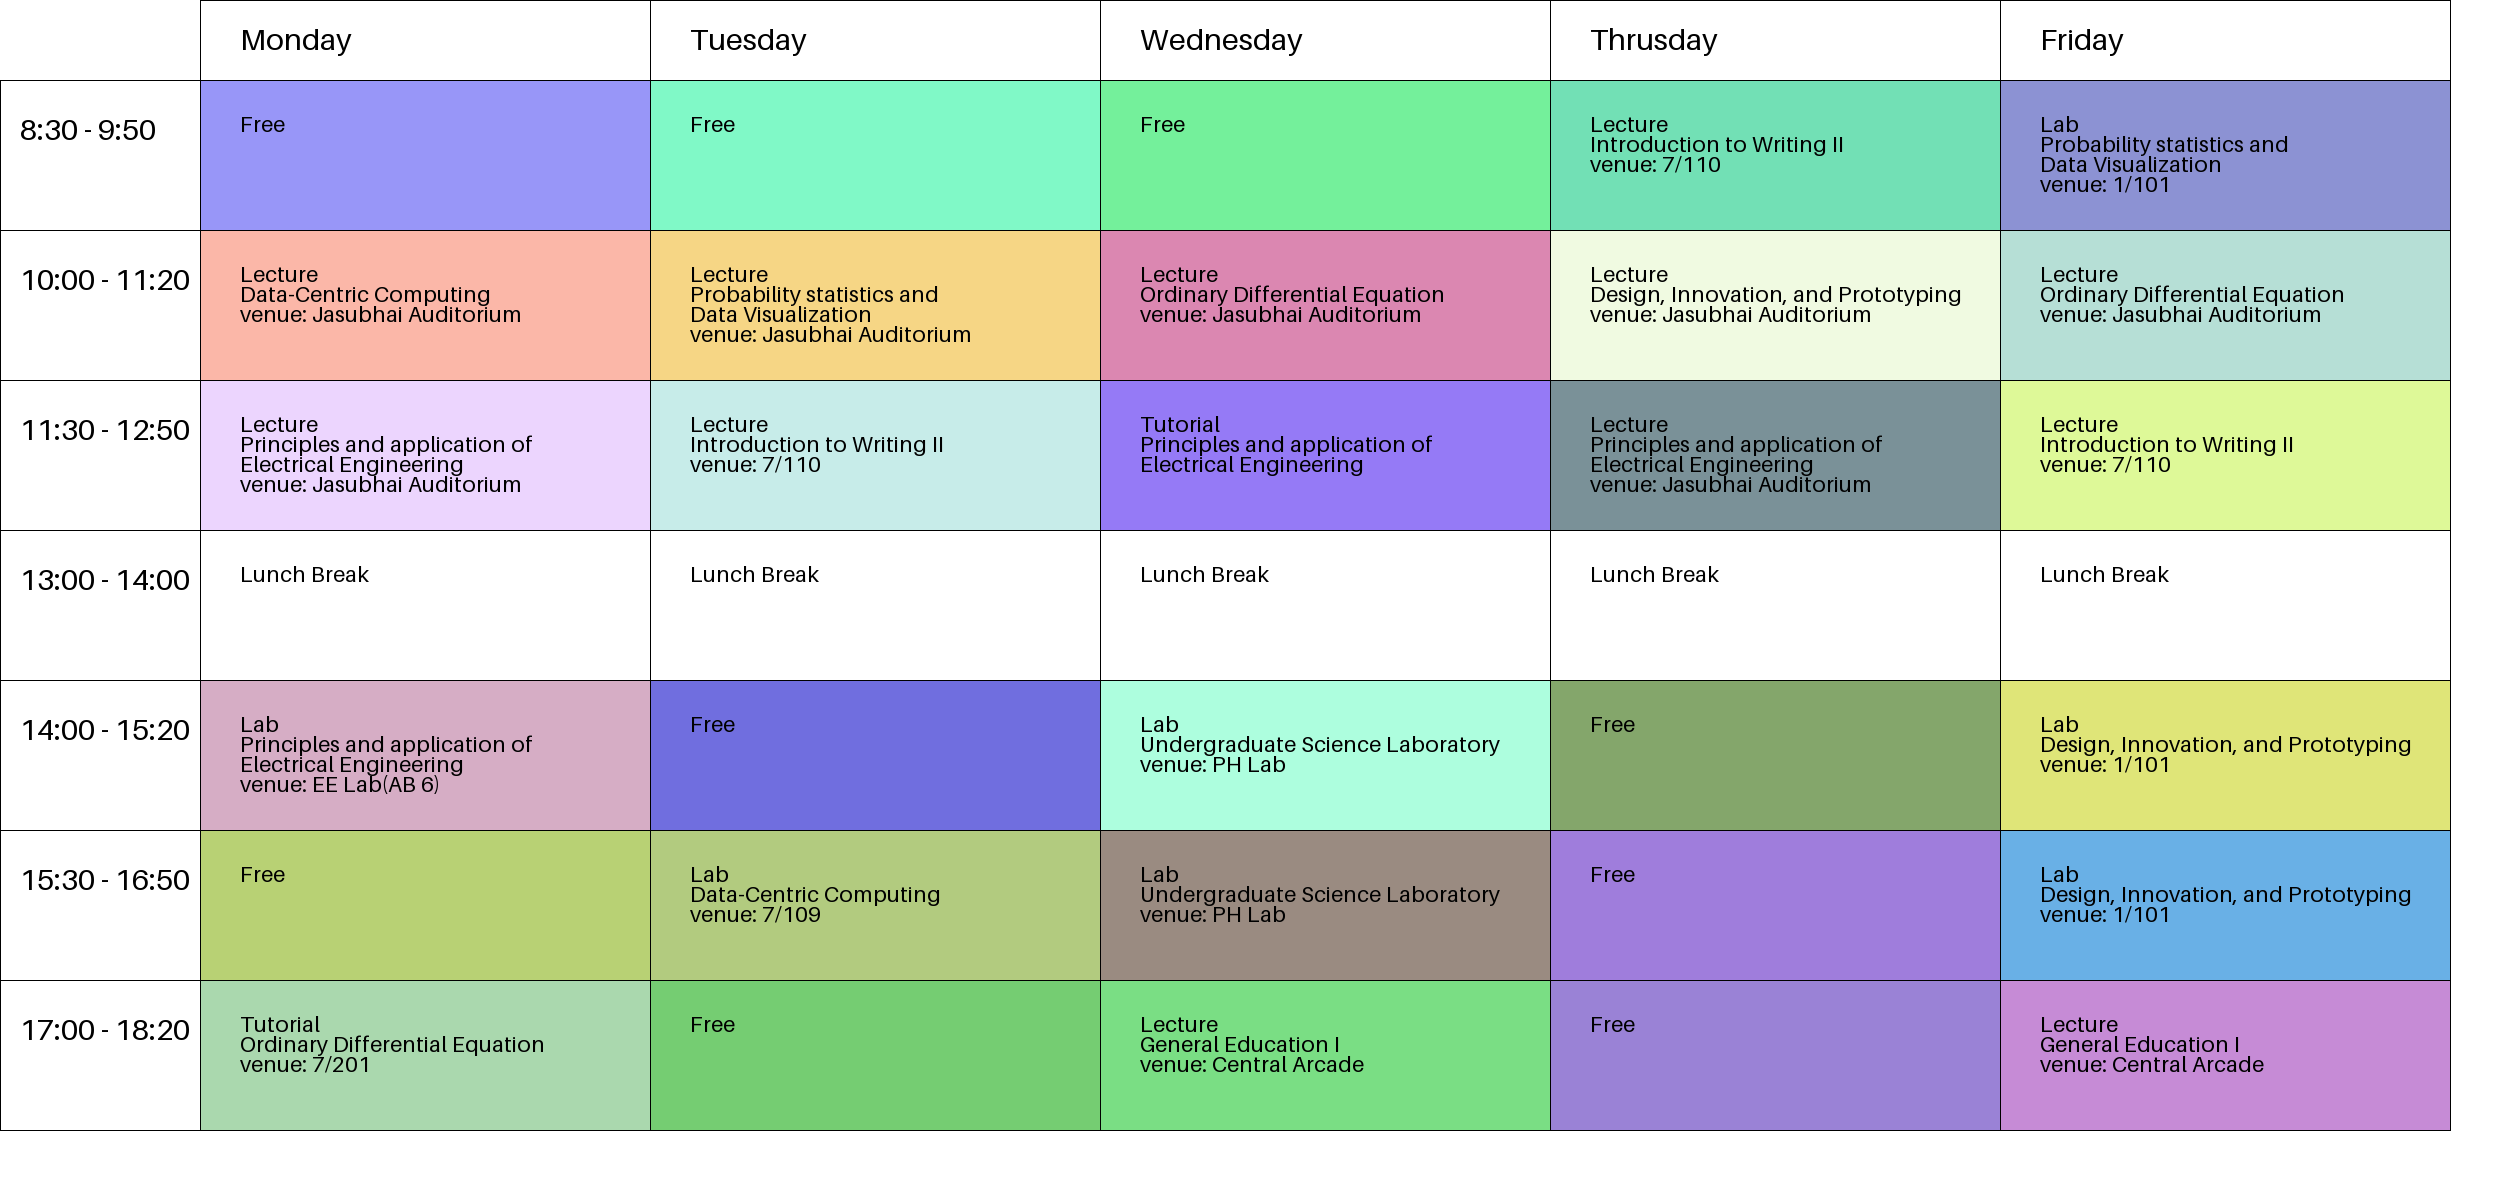 Monday
Tuesday
Wednesday
Thrusday
Friday
8:30 - 9:50
Free
Free
Free
Lecture
Introduction to Writing II
venue: 7/110
Lab
Probability statistics and
Data Visualization
venue: 1/101
10:00 - 11:20
Lecture
Data-Centric Computing
venue: Jasubhai Auditorium
Lecture
Probability statistics and
Data Visualization
venue: Jasubhai Auditorium
Lecture
Ordinary Differential Equation
venue: Jasubhai Auditorium
Lecture
Design, Innovation, and Prototyping
venue: Jasubhai Auditorium
Lecture
Ordinary Differential Equation
venue: Jasubhai Auditorium
11:30 - 12:50
Lecture
Principles and application of
Electrical Engineering
venue: Jasubhai Auditorium
Lecture
Introduction to Writing II
venue: 7/110
Tutorial
Principles and application of
Electrical Engineering
Lecture
Principles and application of
Electrical Engineering
venue: Jasubhai Auditorium
Lecture
Introduction to Writing II
venue: 7/110
13:00 - 14:00
Lunch Break
Lunch Break
Lunch Break
Lunch Break
Lunch Break
14:00 - 15:20
Lab
Principles and application of
Electrical Engineering
venue: EE Lab(AB 6)
Free
Lab
Undergraduate Science Laboratory
venue: PH Lab
Free
Lab
Design, Innovation, and Prototyping
venue: 1/101
15:30 - 16:50
Free
Lab
Data-Centric Computing
venue: 7/109
Lab
Undergraduate Science Laboratory
venue: PH Lab
Free
Lab
Design, Innovation, and Prototyping
venue: 1/101
17:00 - 18:20
Tutorial
Ordinary Differential Equation
venue: 7/201
Free
Lecture
General Education I
venue: Central Arcade
Free
Lecture
General Education I
venue: Central Arcade